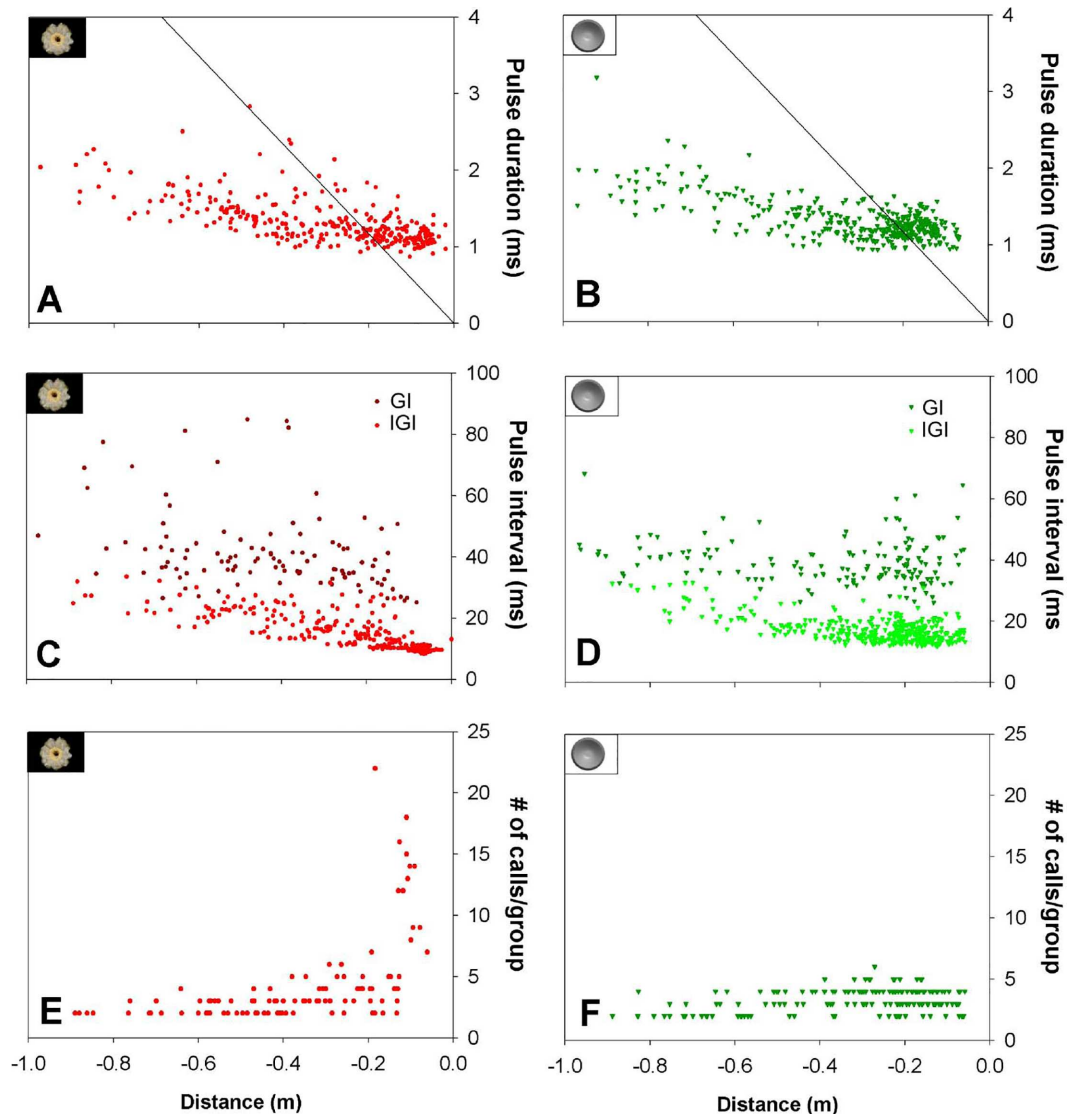 4
3
2
1
0
Pulse duration (ms)
A
4
3
2
1
0
Pulse duration (ms)
B
100
80
60
40
20
0
Pulse interval (ms)
GI
IGI
C
100
80
60
40
20
0
Pulse interval (ms)
GI
IGI
D
25
20
15
10
5
0
# of calls/group
E
-1.0 -0.8 -0.6 -0.4 -0.2 0.0
Distance (m)
25
20
15
10
5
0
# of calls/group
F
-1.0 -0.8 -0.6 -0.4 -0.2 0.0
Distance (m)